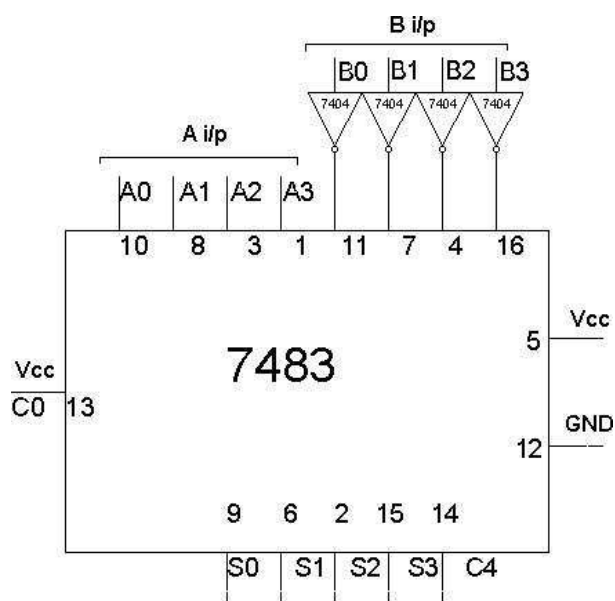 B i/p
B0 B1 B2 B3
7404 7404 7404 7404
A i/p
A0 A1 A2 A3
10 8 3 1 11 7 4 16
Vcc
5
7483
Vcc
C0 13
GND
12
9 6 2 15 14
S0 S1 S2 S3 C4